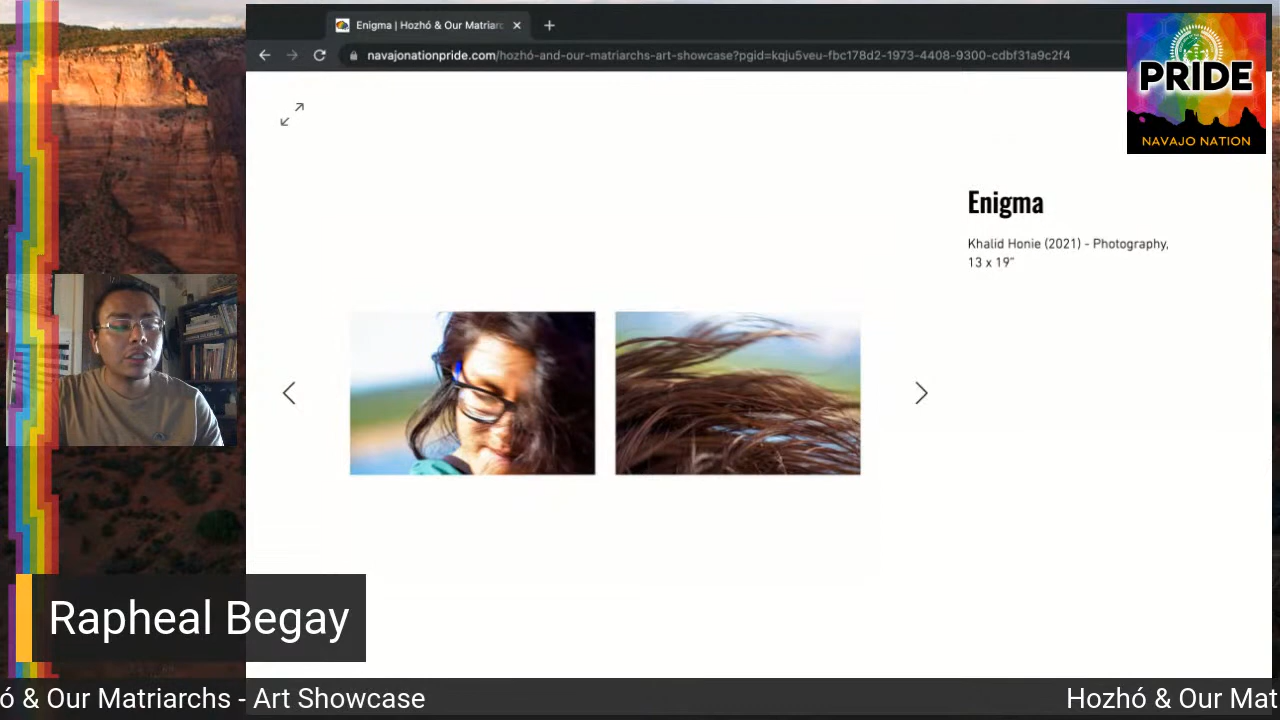 Enigma | Hozhó & Our Matriarc
navajonationpride.com/hozhó-and-our-matriarchs-art-showcase?pgid=kqju5veu-fbc178d2-1973-4408-9300-cdbf31a9c2f4
PRIDE
NAVAJO NATION
Enigma
Khalid Honie (2021) - Photography,
13 x 19"
Rapheal Begay
ó & Our Matriarchs - Art Showcase
Hozhó & Our Mat